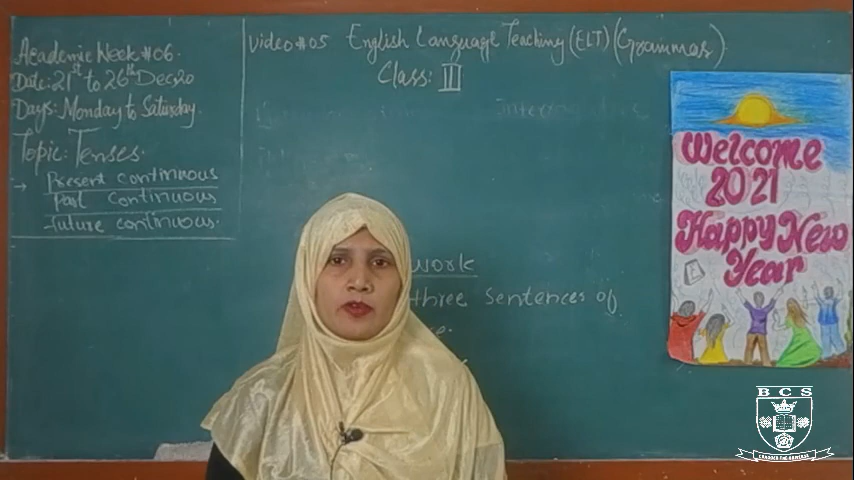 Academic Week # 06.
Date: 21st to 26th Dec 20
Days: Monday to Saturday.
Topic: Tenses.
→ Present continuous
Past continuous
future continuous.
Video # 05 English Language Teaching (ELT) (Grammar)
Class: III
work
three sentences of
Welcome
2021
Happy New
Year
BCS